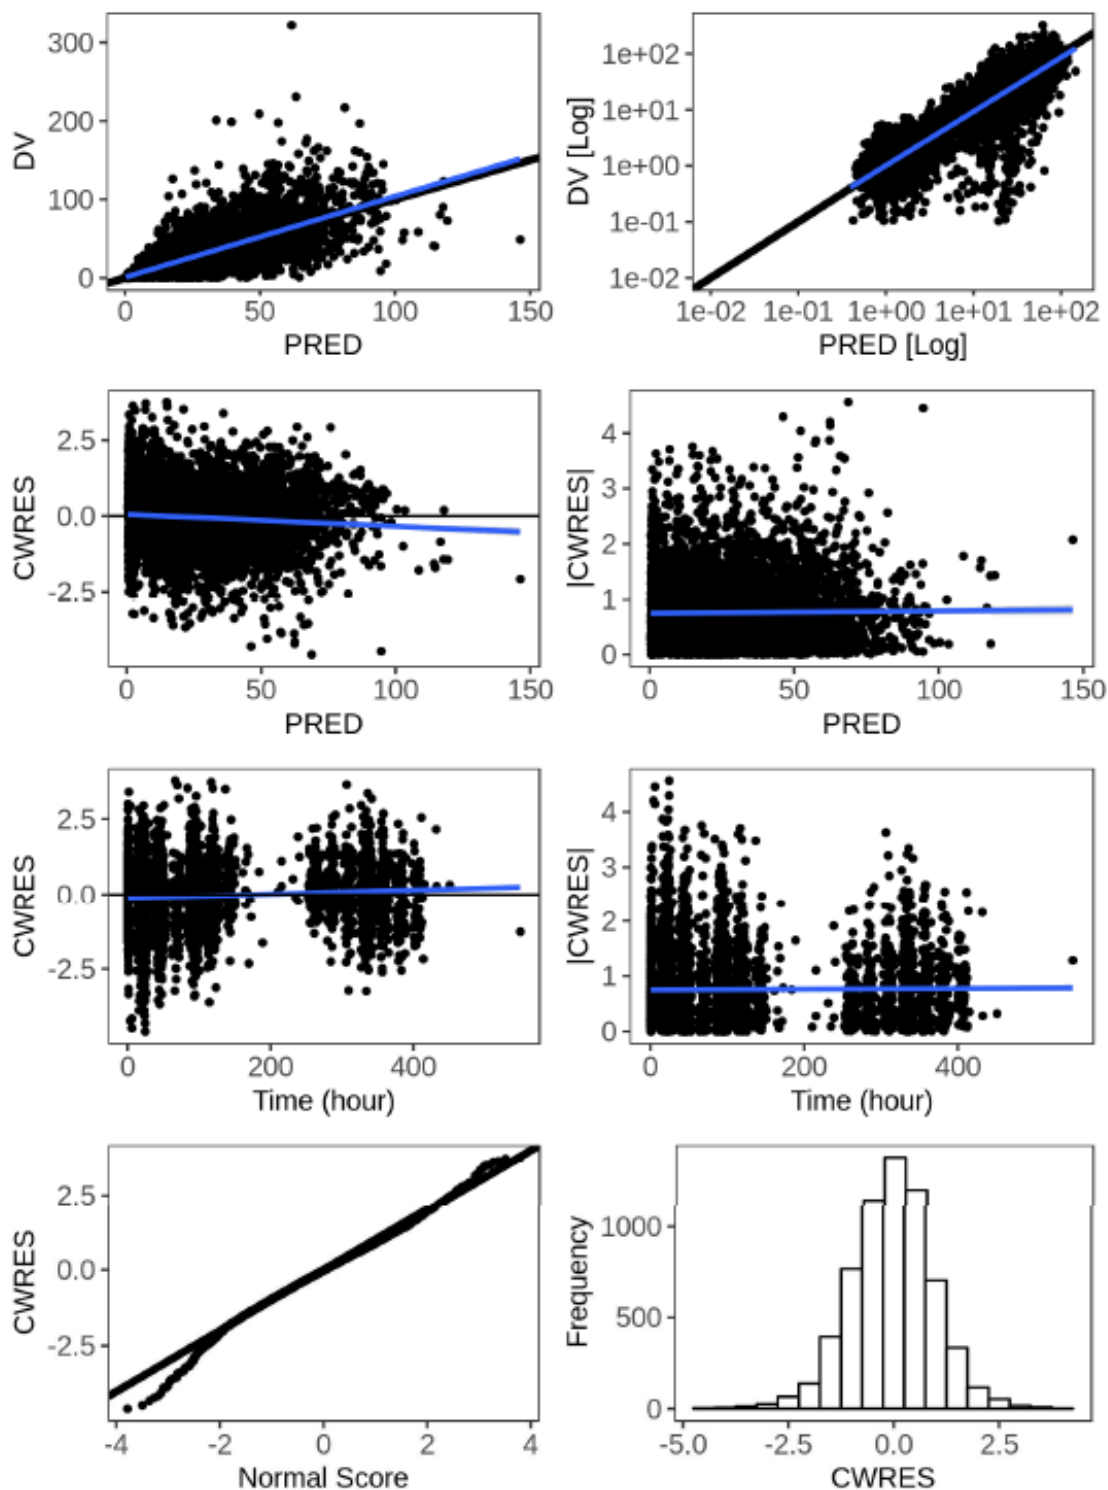 DV
300
200
100
0
0 50 100 150
PRED
DV [Log]
1e+02
1e+01
1e+00
1e-01
1e-02
1e-02 1e-01 1e+00 1e+01 1e+02
PRED [Log]
CWRES
2.5
0.0
-2.5
0 50 100 150
PRED
|CWRES|
4
3
2
1
0
0 50 100 150
PRED
CWRES
2.5
0.0
-2.5
0 200 400
Time (hour)
|CWRES|
4
3
2
1
0
0 200 400
Time (hour)
CWRES
2.5
0.0
-2.5
-4 -2 0 2 4
Normal Score
Frequency
1000
500
0
-5.0 -2.5 0.0 2.5
CWRES